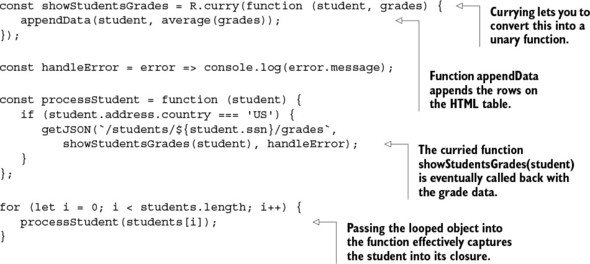 const showStudentsGrades = R.curry(function (student, grades) {
    appendData(student, average(grades));
});
Currying lets you to
convert this into a
unary function.
Function appendData
appends the rows on
the HTML table.
const handleError = error => console.log(error.message);
const processStudent = function (student) {
    if (student.address.country === 'US') {
        getJSON(`/students/${student.ssn}/grades`,
            showStudentsGrades(student), handleError);
    }
};
The curried function
showStudentsGrades(student)
is eventually called back with
the grade data.
for (let i = 0; i < students.length; i++) {
    processStudent(students[i]);
}
Passing the looped object into
the function effectively captures
the student into its closure.